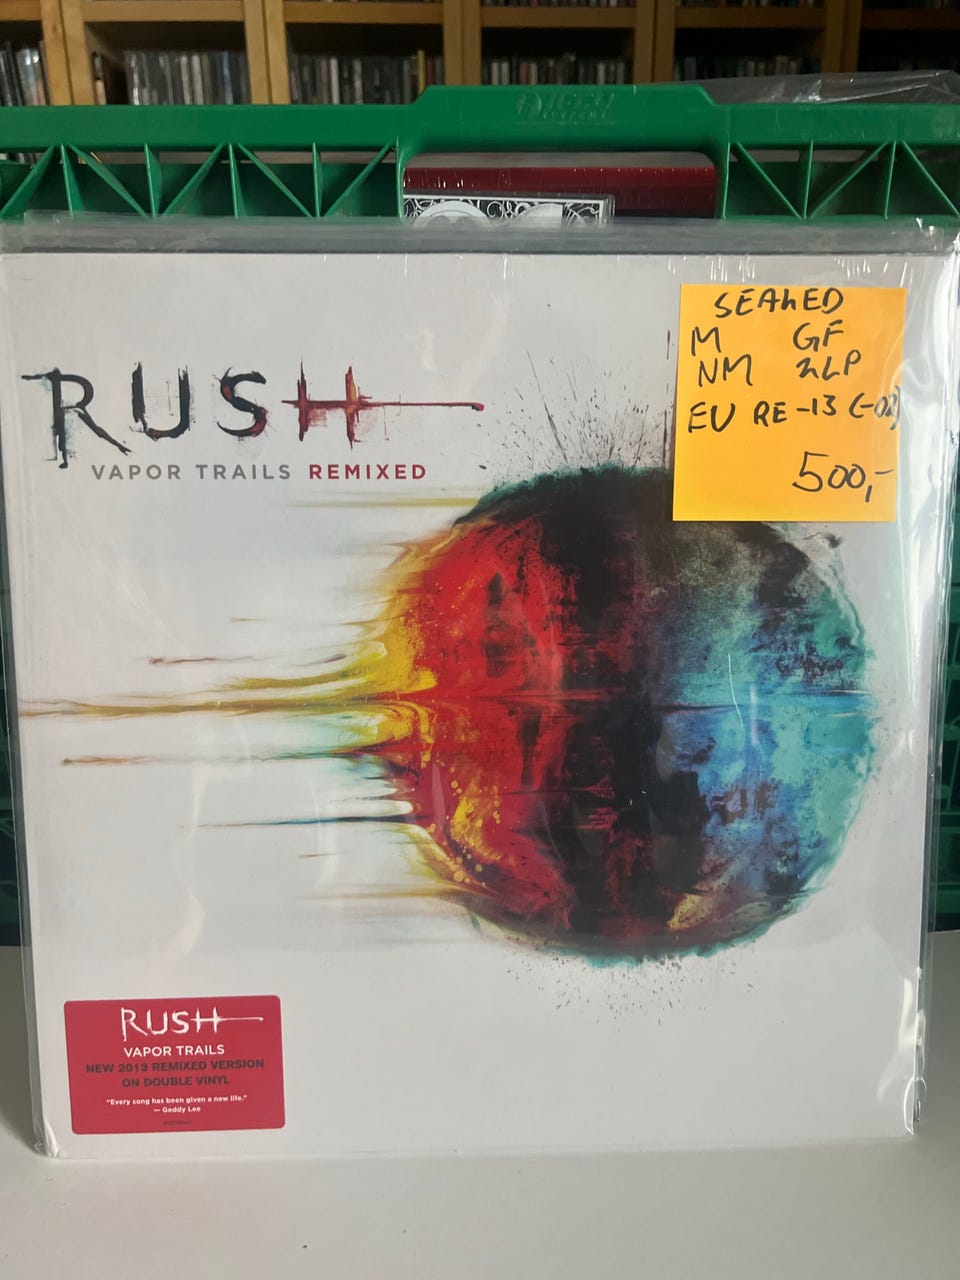 SEALED
M GF
NM 2LP
EU RE -13 (-02)
500,-
RUSH
VAPOR TRAILS REMIXED
RUSH
VAPOR TRAILS
NEW 2013 REMIXED VERSION
ON DOUBLE VINYL
"Every song has been given a new life."
— Geddy Lee